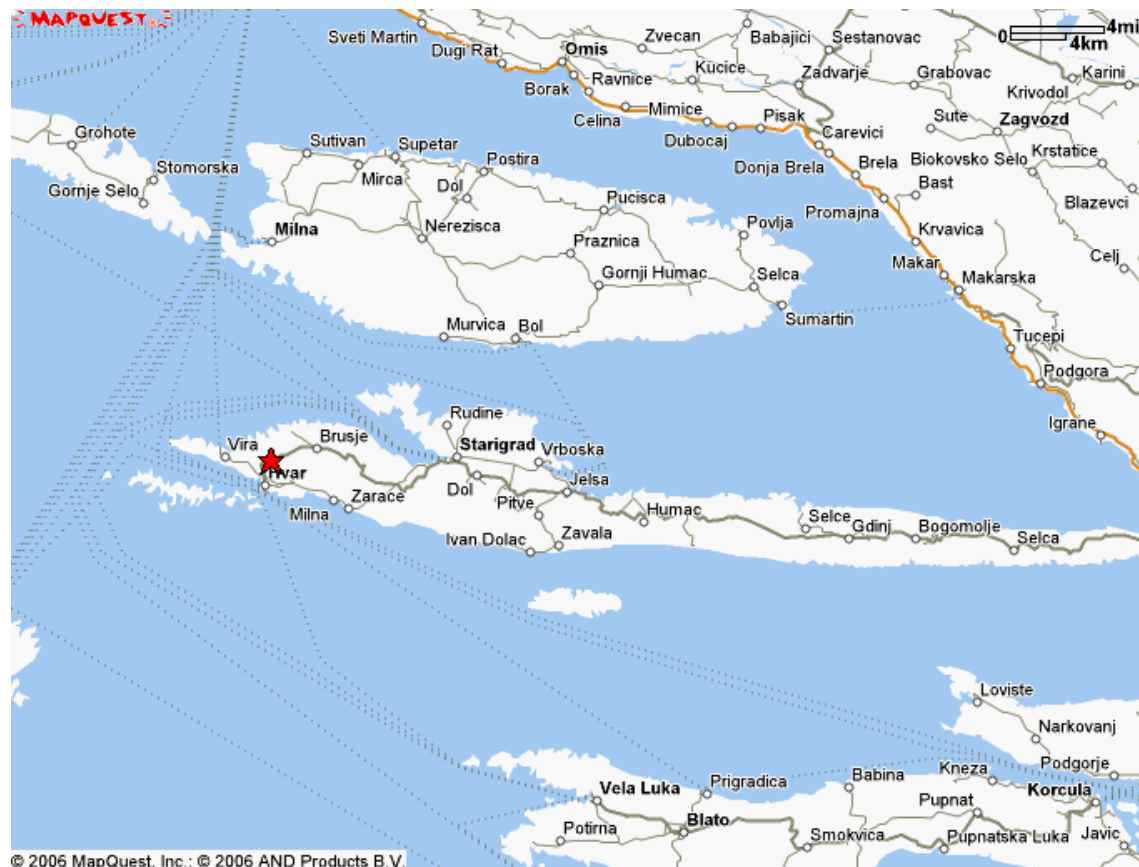 MAPQUEST
4mi
0
4km
Sveti Martin
Dugi Rat
Omis
Zvecan
Babajici
Sestanovac
Borak
Ravnice
Kucice
Zadvarje
Grabovac
Karini
Krivodol
Celina
Mimice
Dubocaj
Pisak
Carevici
Sute
Zagvozd
Donja Brela
Brela
Biokovsko Selo
Krstatice
Bast
Blazevci
Promajna
Krvavica
Celj
Makar
Makarska
Tucepi
Podgora
Igrane
Grohote
Stomorska
Gornje Selo
Sutivan
Supetar
Mirca
Postira
Dol
Pucisca
Milna
Nerezisca
Praznica
Povlja
Gornji Humac
Selca
Sumartin
Murvica
Bol
Rudine
Vira
Brusje
Starigrad
Vrboska
Hvar
Dol
Jelsa
Milna
Zarace
Pitve
Humac
Selce
Gdinj
Bogomolje
Selca
Ivan Dolac
Zavala
Loviste
Narkovanj
Podgorje
Vela Luka
Prigradica
Babina
Kneza
Korcula
Potirna
Blato
Pupnat
Smokvica
Pupnatska Luka
Javic
© 2006 MapQuest, Inc.; © 2006 AND Products B.V.